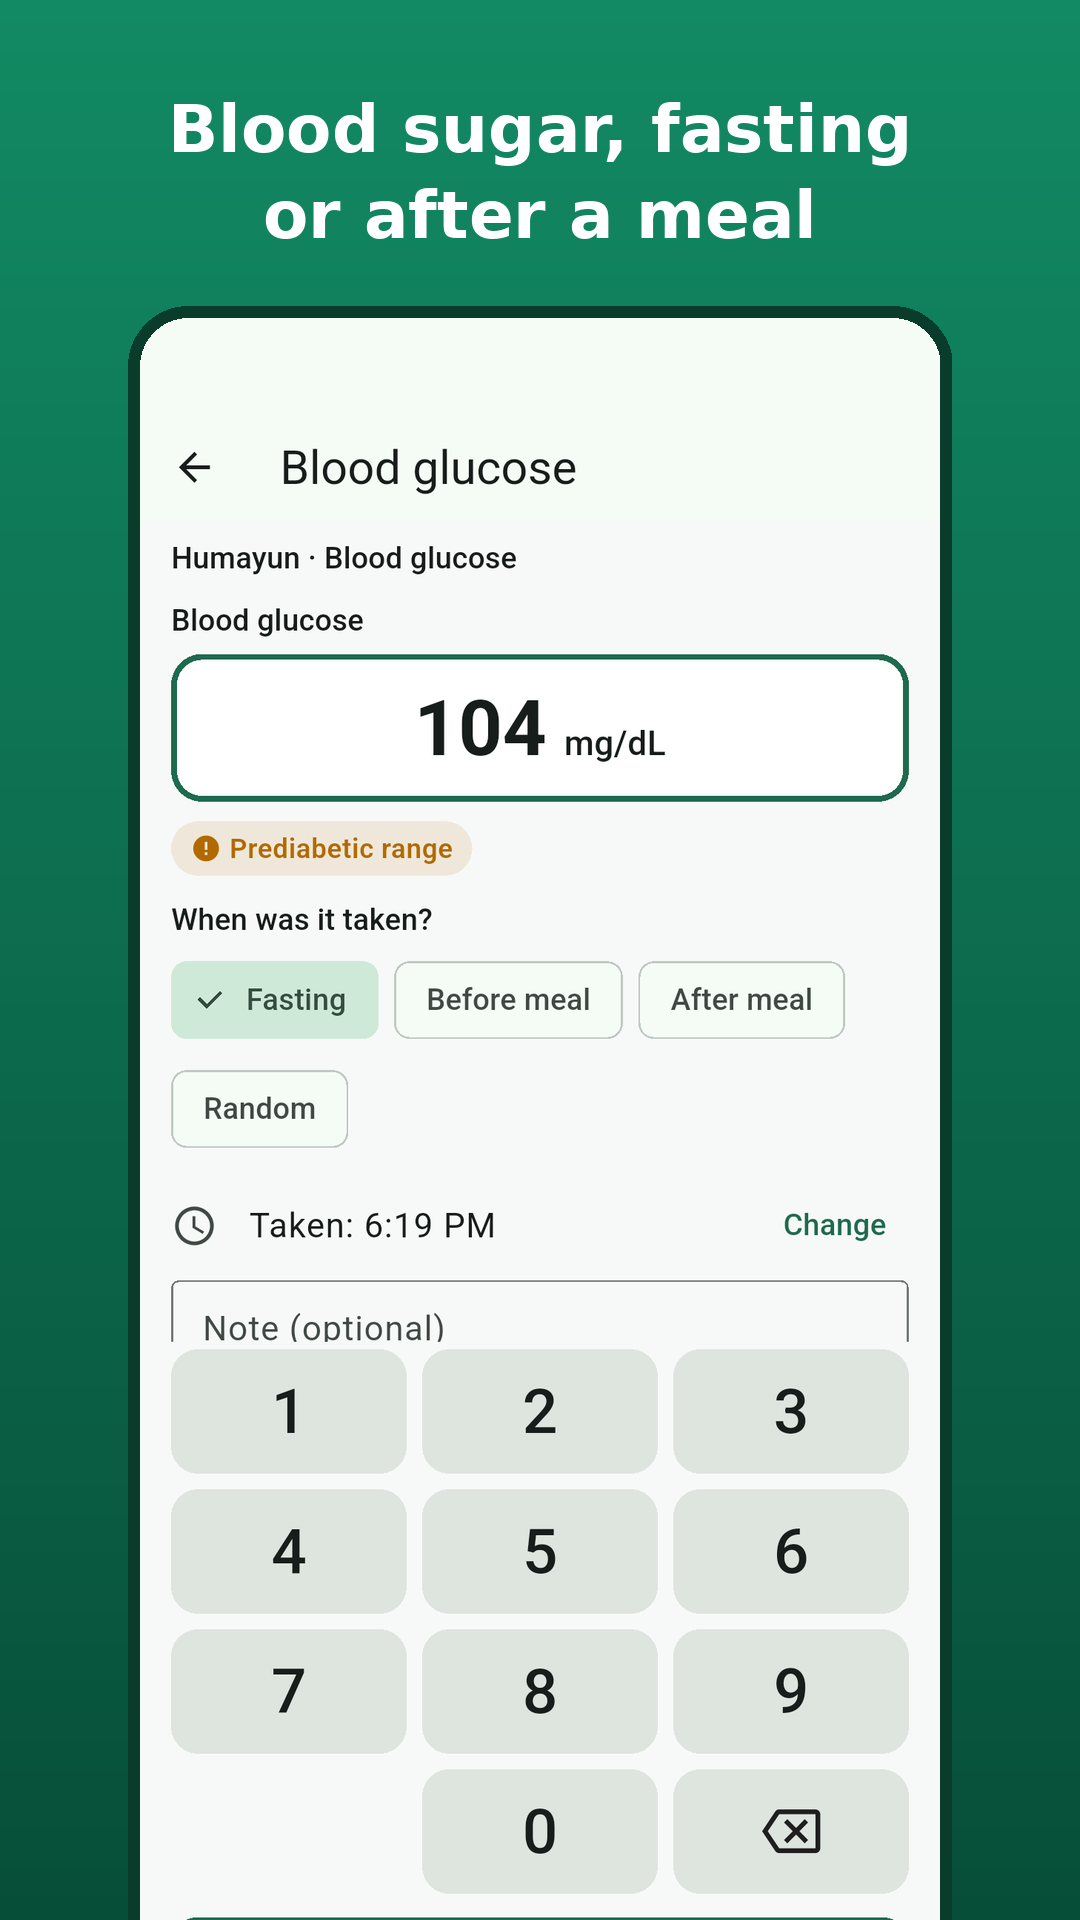 Blood sugar, fasting
or after a meal
Blood glucose
Humayun · Blood glucose
Blood glucose
104 mg/dL
Prediabetic range
When was it taken?
Fasting Before meal After meal
Random
Taken: 6:19 PM Change
Note (optional)
1 2 3
4 5 6
7 8 9
0